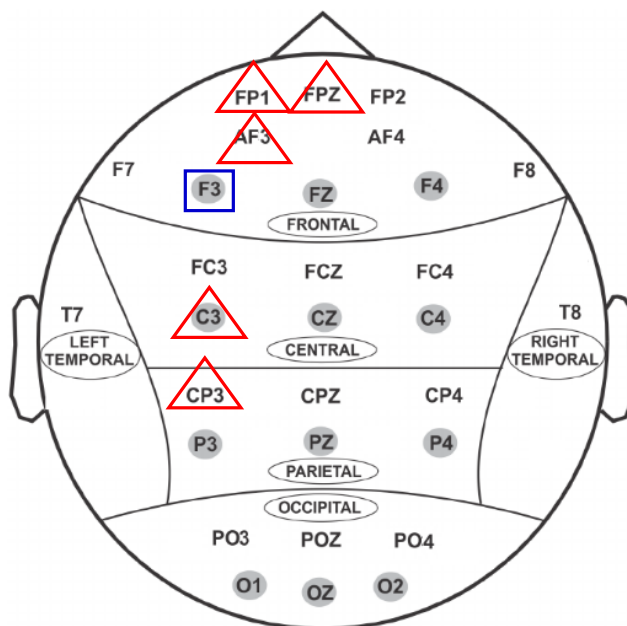 FP1 FPZ FP2
AF3 AF4
F7 F8
F3 FZ F4
FRONTAL
FC3 FCZ FC4
T7 C3 CZ C4 T8
LEFT TEMPORAL
CENTRAL
RIGHT TEMPORAL
CP3 CPZ CP4
P3 PZ P4
PARIETAL
OCCIPITAL
PO3 POZ PO4
O1 OZ O2